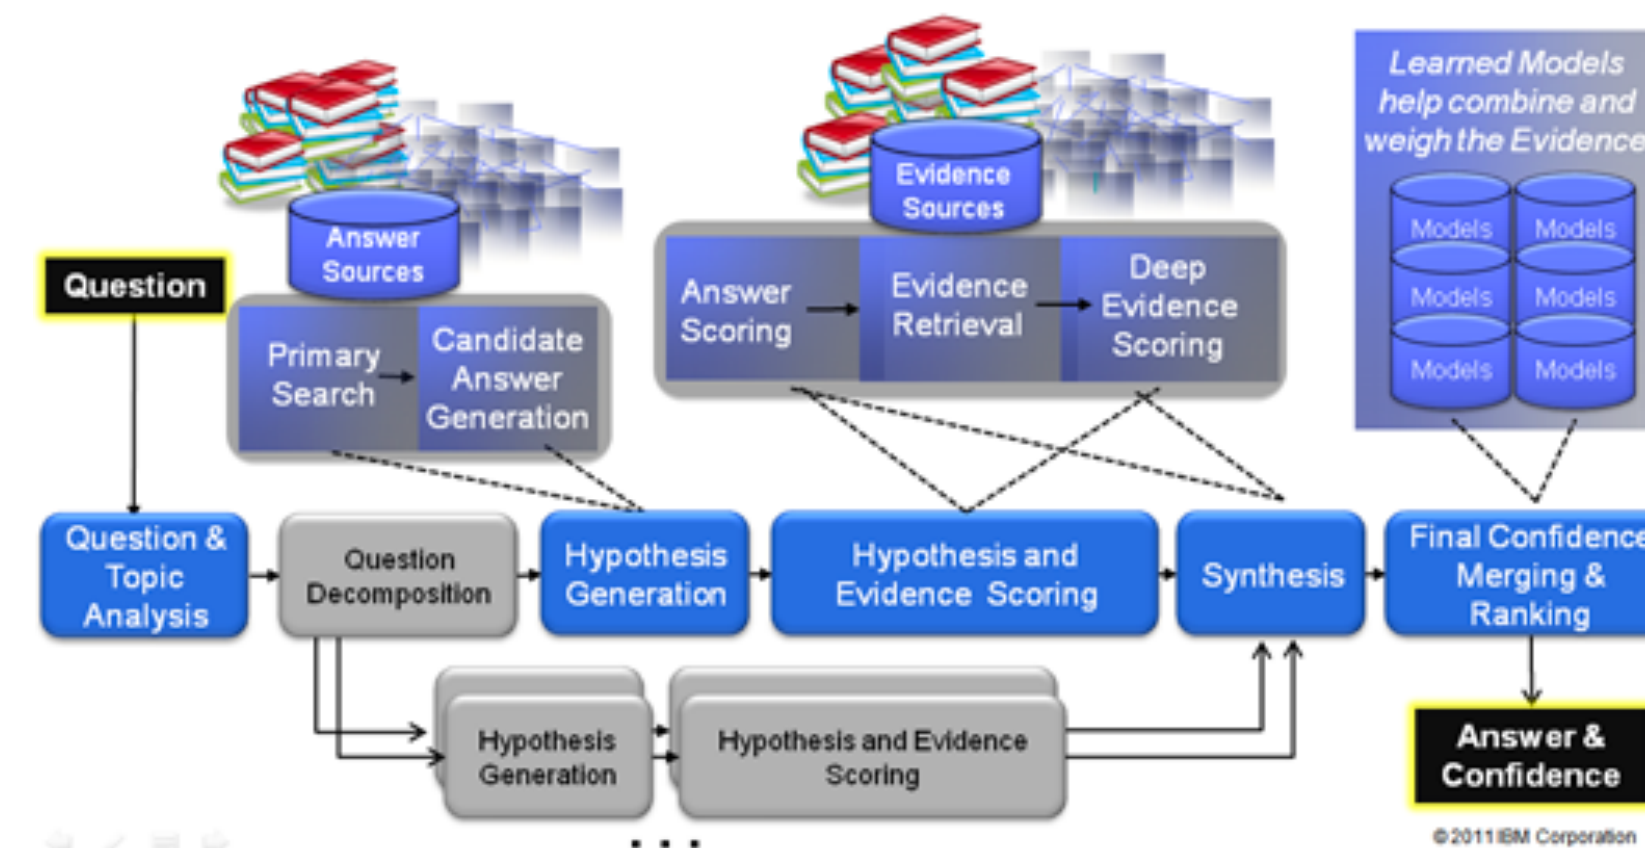 Learned Models
help combine and
weigh the Evidence
Evidence
Sources
Answer
Sources
Models Models
Models Models
Models Models
Question
Answer
Scoring
Evidence
Retrieval
Deep
Evidence
Scoring
Primary
Search
Candidate
Answer
Generation
Question &
Topic
Analysis
Question
Decomposition
Hypothesis
Generation
Hypothesis and
Evidence Scoring
Synthesis
Final Confidence
Merging &
Ranking
Hypothesis
Generation
Hypothesis and Evidence
Scoring
...
Answer &
Confidence
©2011 IBM Corporation